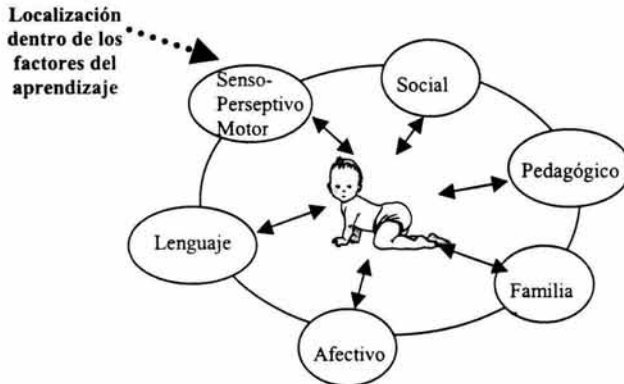 Localización
dentro de los
factores del
aprendizaje
Senso-
Perseptivo
Motor
Social
Pedagógico
Lenguaje
Familia
Afectivo